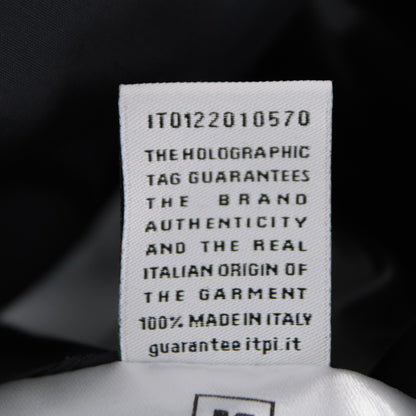 IT0122010570
THE HOLOGRAPHIC
TAG GUARANTEES
THE BRAND
AUTHENTICITY
AND THE REAL
ITALIAN ORIGIN OF
THE GARMENT
100% MADE IN ITALY
guarantee itpi.it